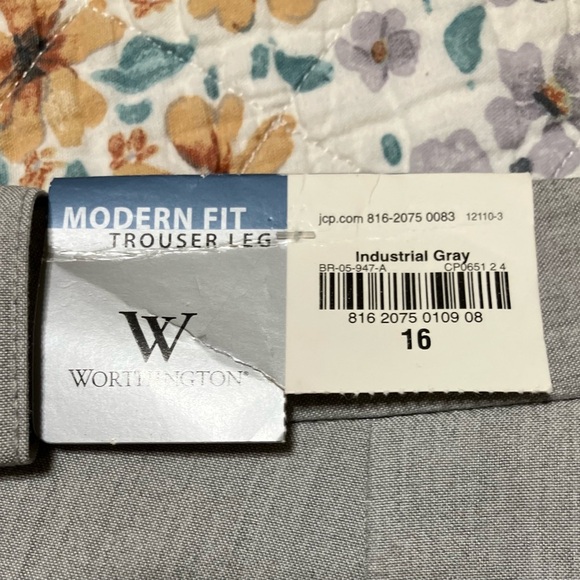 MODERN FIT
TROUSER LEG
W
WORTHINGTON®
jcp.com 816-2075 0083 12110-3
Industrial Gray
BR-05-947-A CP0651 2 4
816 2075 0109 08
16